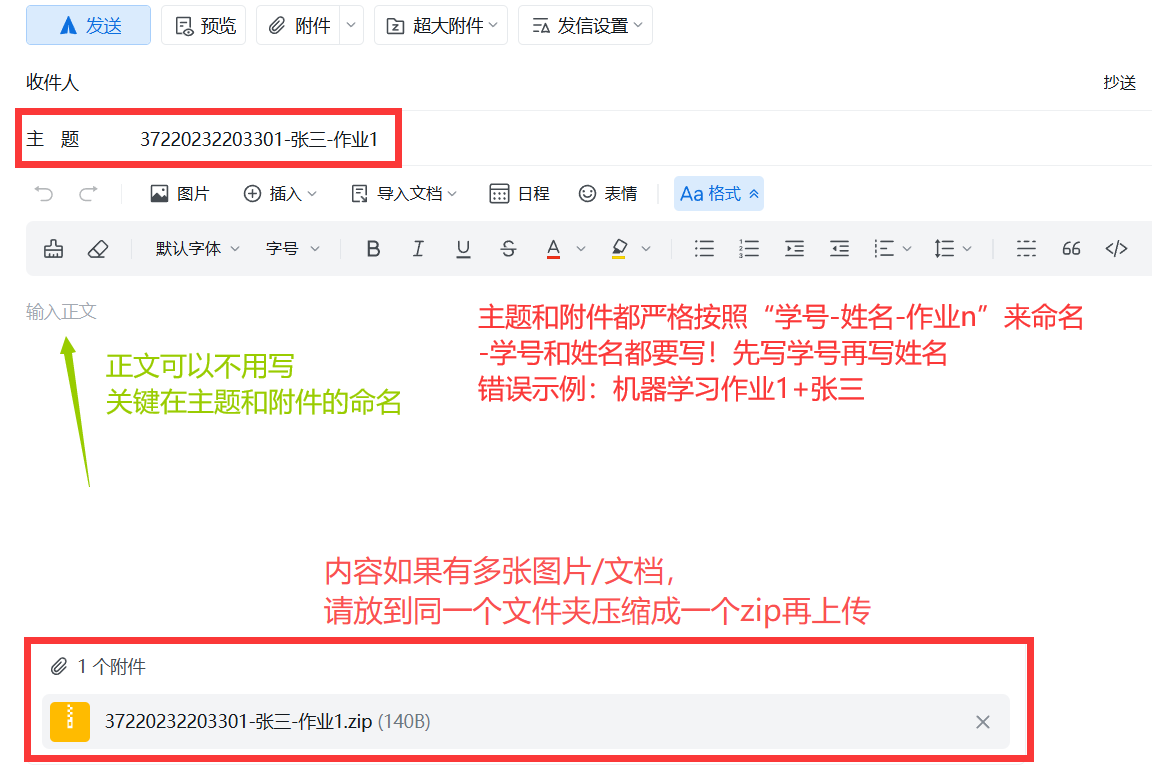 发送 预览 附件 超大附件 发信设置
收件人 抄送
主 题 37220232203301-张三-作业1
图片 插入 导入文档 日程 表情 Aa 格式
默认字体 字号 B I U S A 66 </>
输入正文
主题和附件都严格按照“学号-姓名-作业n”来命名
-学号和姓名都要写！先写学号再写姓名
错误示例：机器学习作业1+张三
正文可以不用写
关键在主题和附件的命名
内容如果有多张图片/文档，
请放到同一个文件夹压缩成一个zip再上传
1 个附件
37220232203301-张三-作业1.zip (140B)